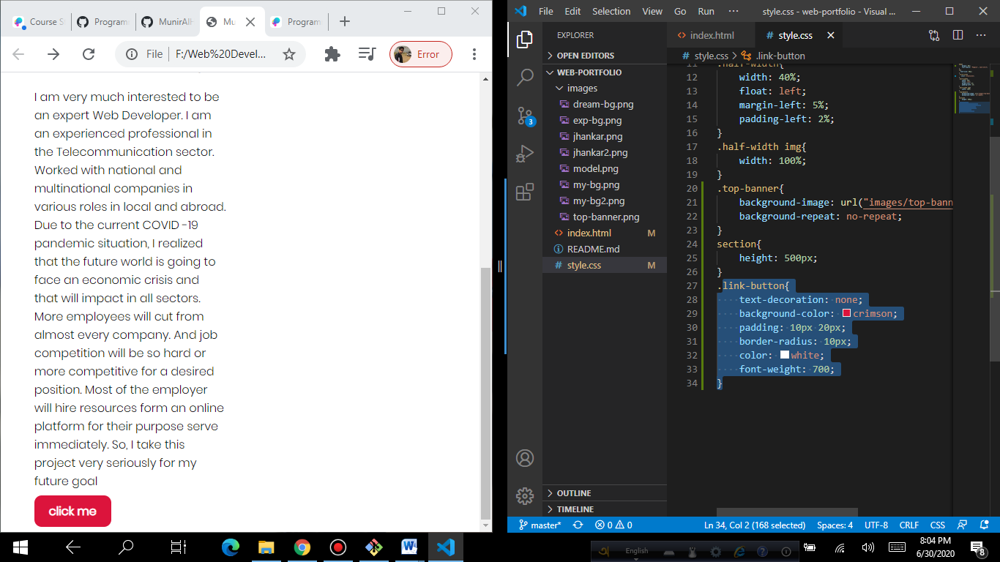 Course S
Program
MunirAlH
Mu
Program
File
F:/Web%20Devel...
Error
I am very much interested to be
an expert Web Developer. I am
an experienced professional in
the Telecommunication sector.
Worked with national and
multinational companies in
various roles in local and abroad.
Due to the current COVID -19
pandemic situation, I realized
that the future world is going to
face an economic crisis and
that will impact in all sectors.
More employees will cut from
almost every company. And job
competition will be so hard or
more competitive for a desired
position. Most of the employer
will hire resources form an online
platform for their purpose serve
immediately. So, I take this
project very seriously for my
future goal
click me
File Edit Selection View Go Run ···
style.css - web-portfolio - Visual ...
EXPLORER
OPEN EDITORS
WEB-PORTFOLIO
images
dream-bg.png
exp-bg.png
jhankar.png
jhankar2.png
model.png
my-bg.png
my-bg2.png
top-banner.png
<> index.html M
README.md
# style.css M
OUTLINE
TIMELINE
3
<> index.html
# style.css
# style.css > .link-button
11 .half-width{
12 width: 40%;
13 float: left;
14 margin-left: 5%;
15 padding-left: 2%;
16 }
17 .half-width img{
18 width: 100%;
19 }
20 .top-banner{
21 background-image: url("images/top-bann
22 background-repeat: no-repeat;
23 }
24 section{
25 height: 500px;
26 }
27 .link-button{
28 text-decoration: none;
29 background-color: crimson;
30 padding: 10px 20px;
31 border-radius: 10px;
32 color: white;
33 font-weight: 700;
34 }
master*
0 0
Ln 34, Col 2 (168 selected)
Spaces: 4
UTF-8
CRLF
CSS
English
8:04 PM
6/30/2020
8